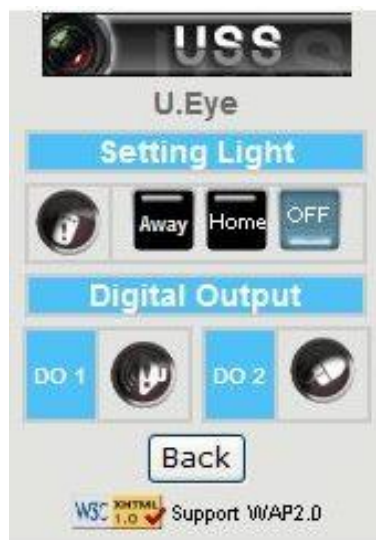 USS
U.Eye
Setting Light
Away Home OFF
Digital Output
DO 1 DO 2
Back
W3C XHTML 1.0 Support WAP2.0